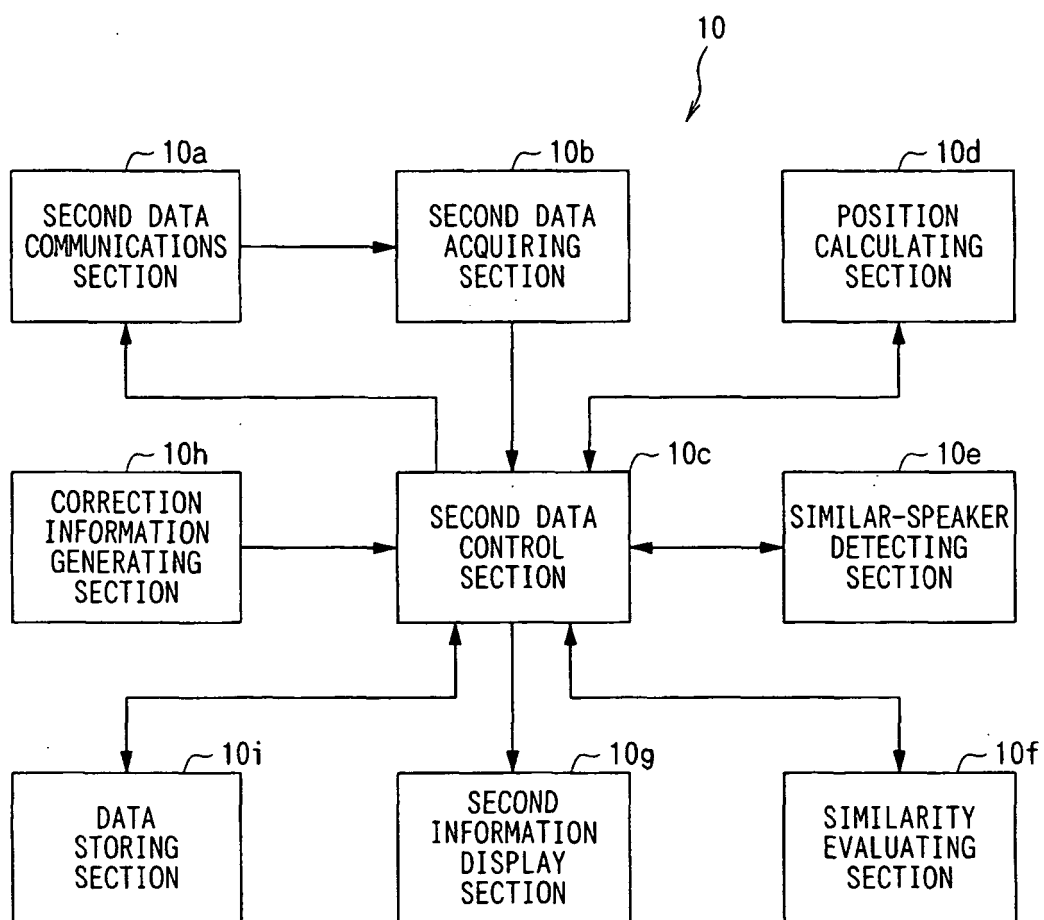 10
10a
SECOND DATA
COMMUNICATIONS
SECTION
10b
SECOND DATA
ACQUIRING
SECTION
10d
POSITION
CALCULATING
SECTION
10h
CORRECTION
INFORMATION
GENERATING
SECTION
10c
SECOND DATA
CONTROL
SECTION
10e
SIMILAR-SPEAKER
DETECTING
SECTION
10i
DATA
STORING
SECTION
10g
SECOND
INFORMATION
DISPLAY
SECTION
10f
SIMILARITY
EVALUATING
SECTION